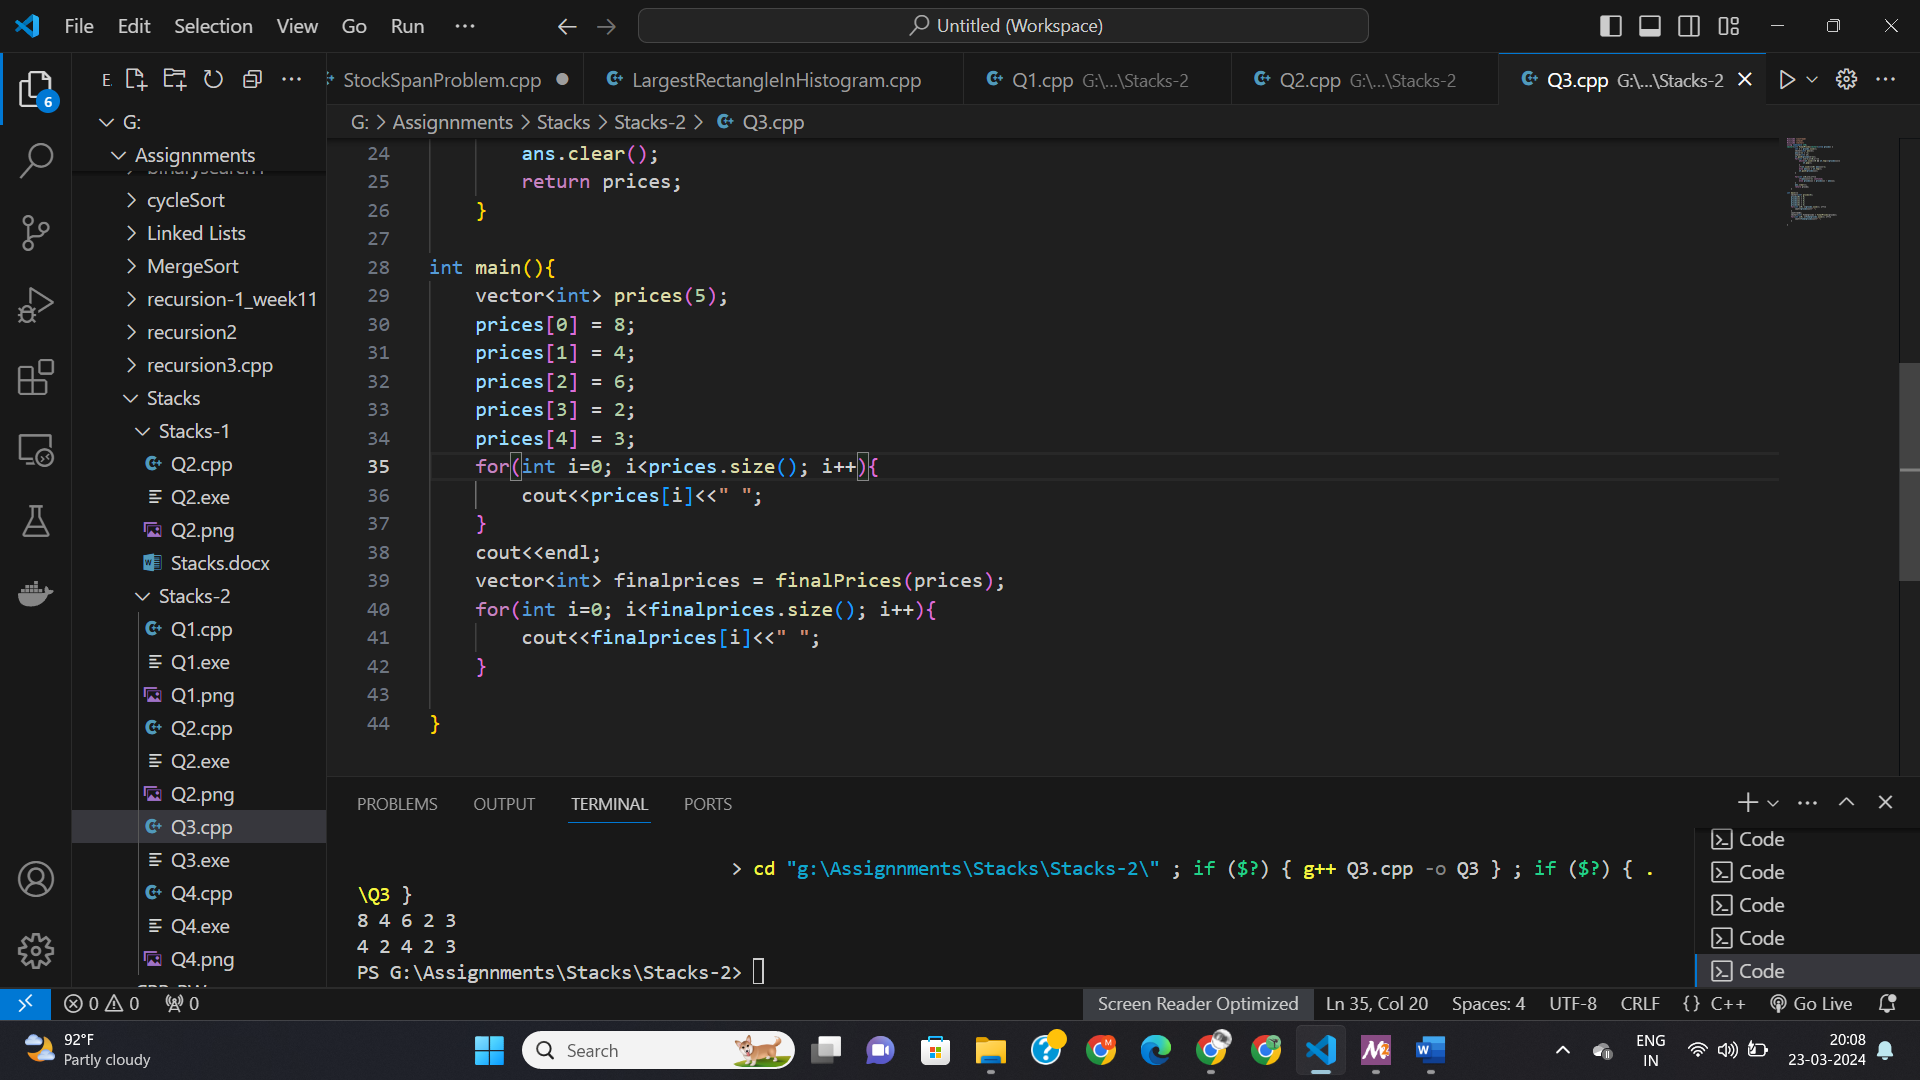 File Edit Selection View Go Run ···
Untitled (Workspace)
E
StockSpanProblem.cpp
LargestRectangleInHistogram.cpp
Q1.cpp G:\...\Stacks-2
Q2.cpp G:\...\Stacks-2
Q3.cpp G:\...\Stacks-2
6
G:
Assignnments
cycleSort
Linked Lists
MergeSort
recursion-1_week11
recursion2
recursion3.cpp
Stacks
Stacks-1
Q2.cpp
Q2.exe
Q2.png
Stacks.docx
Stacks-2
Q1.cpp
Q1.exe
Q1.png
Q2.cpp
Q2.exe
Q2.png
Q3.cpp
Q3.exe
Q4.cpp
Q4.exe
Q4.png
G: > Assignnments > Stacks > Stacks-2 > Q3.cpp
24 ans.clear();
25 return prices;
26 }
27
28 int main(){
29 vector<int> prices(5);
30 prices[0] = 8;
31 prices[1] = 4;
32 prices[2] = 6;
33 prices[3] = 2;
34 prices[4] = 3;
35 for(int i=0; i<prices.size(); i++){
36 cout<<prices[i]<<" ";
37 }
38 cout<<endl;
39 vector<int> finalprices = finalPrices(prices);
40 for(int i=0; i<finalprices.size(); i++){
41 cout<<finalprices[i]<<" ";
42 }
43
44 }
PROBLEMS OUTPUT TERMINAL PORTS
> cd "g:\Assignnments\Stacks\Stacks-2\" ; if ($?) { g++ Q3.cpp -o Q3 } ; if ($?) { .
\Q3 }
8 4 6 2 3
4 2 4 2 3
PS G:\Assignnments\Stacks\Stacks-2>
Code
Code
Code
Code
Code
0 0 0
Screen Reader Optimized Ln 35, Col 20 Spaces: 4 UTF-8 CRLF {} C++ Go Live
92°F
Partly cloudy
Search
ENG
IN
20:08
23-03-2024